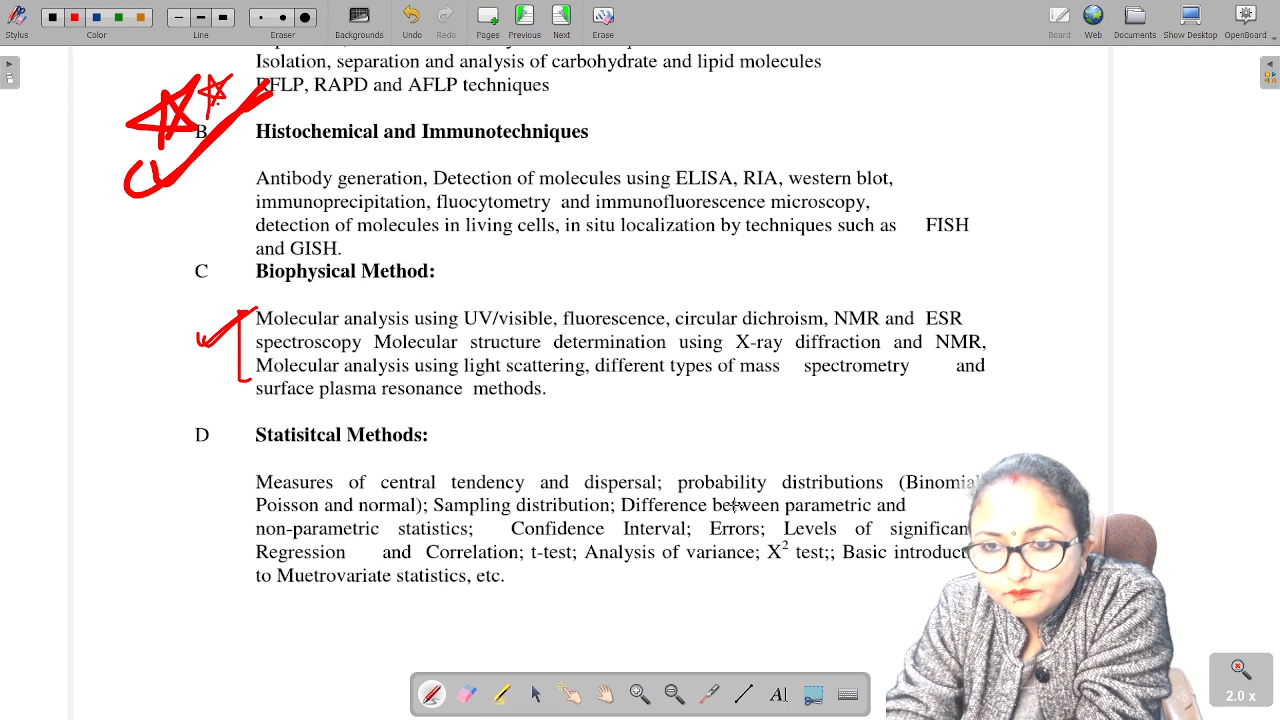 Stylus Color Line Eraser Backgrounds Undo Redo Pages Previous Next Erase Board Web Documents Show Desktop OpenBoard
Isolation, separation and analysis of carbohydrate and lipid molecules
RFLP, RAPD and AFLP techniques
B Histochemical and Immunotechniques
Antibody generation, Detection of molecules using ELISA, RIA, western blot,
immunoprecipitation, fluocytometry and immunofluorescence microscopy,
detection of molecules in living cells, in situ localization by techniques such as FISH
and GISH.
C Biophysical Method:
Molecular analysis using UV/visible, fluorescence, circular dichroism, NMR and ESR
spectroscopy Molecular structure determination using X-ray diffraction and NMR,
Molecular analysis using light scattering, different types of mass spectrometry and
surface plasma resonance methods.
D Statisitcal Methods:
Measures of central tendency and dispersal; probability distributions (Binomial
Poisson and normal); Sampling distribution; Difference between parametric and
non-parametric statistics; Confidence Interval; Errors; Levels of significan
Regression and Correlation; t-test; Analysis of variance; X2 test;; Basic introduct
to Muetrovariate statistics, etc.
2.0 x